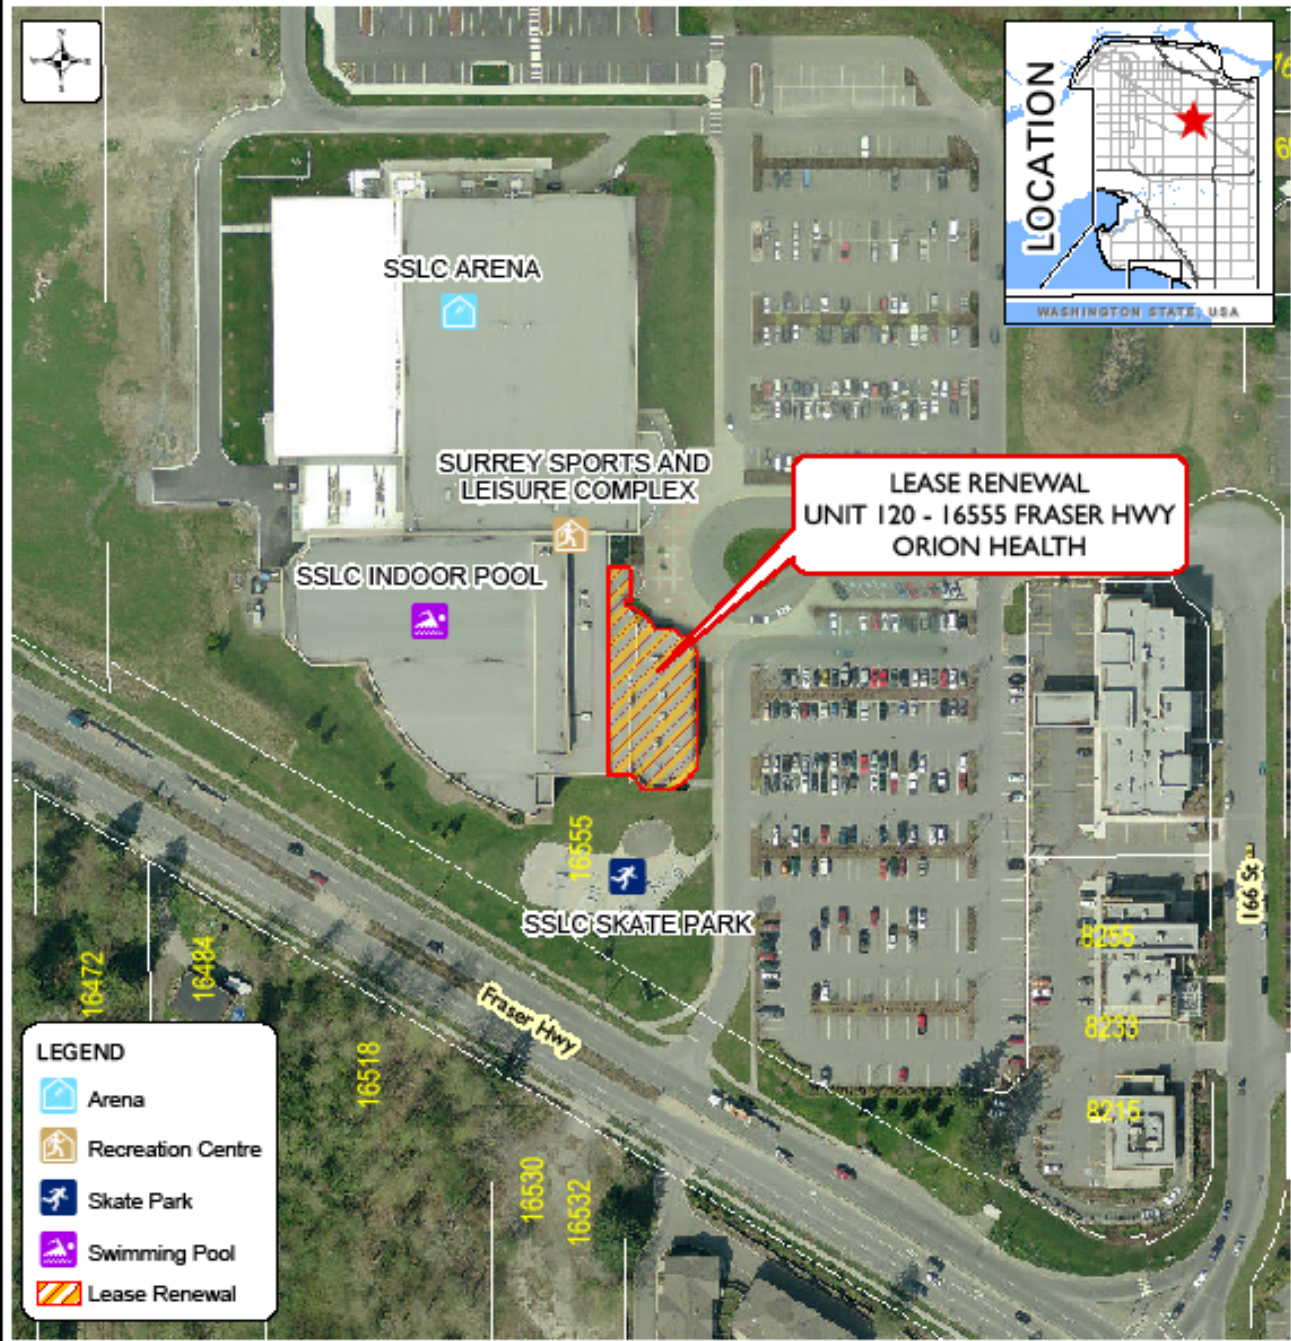 N
W
E
S
LOCATION
WASHINGTON STATE, USA
SSLC ARENA
SURREY SPORTS AND
LEISURE COMPLEX
LEASE RENEWAL
UNIT 120 - 16555 FRASER HWY
ORION HEALTH
SSLC INDOOR POOL
16555
SSLC SKATE PARK
166 St
8255
8233
8215
16472
16484
Fraser Hwy
16518
16530
16532
LEGEND
Arena
Recreation Centre
Skate Park
Swimming Pool
Lease Renewal